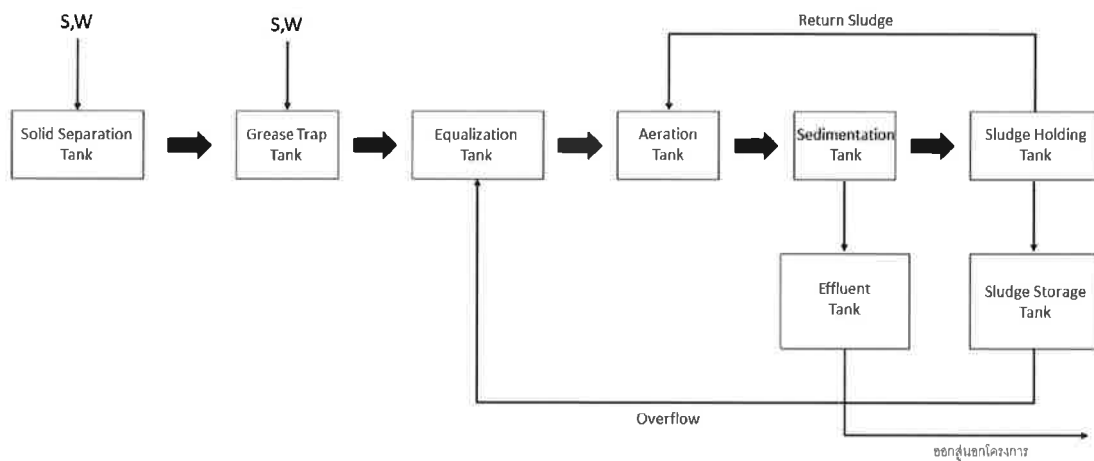 S,W
S,W
Return Sludge
Solid Separation
Tank
Grease Trap
Tank
Equalization
Tank
Aeration
Tank
Sedimentation
Tank
Sludge Holding
Tank
Effluent
Tank
Sludge Storage
Tank
Overflow
ออกสู่นอกโครงการ